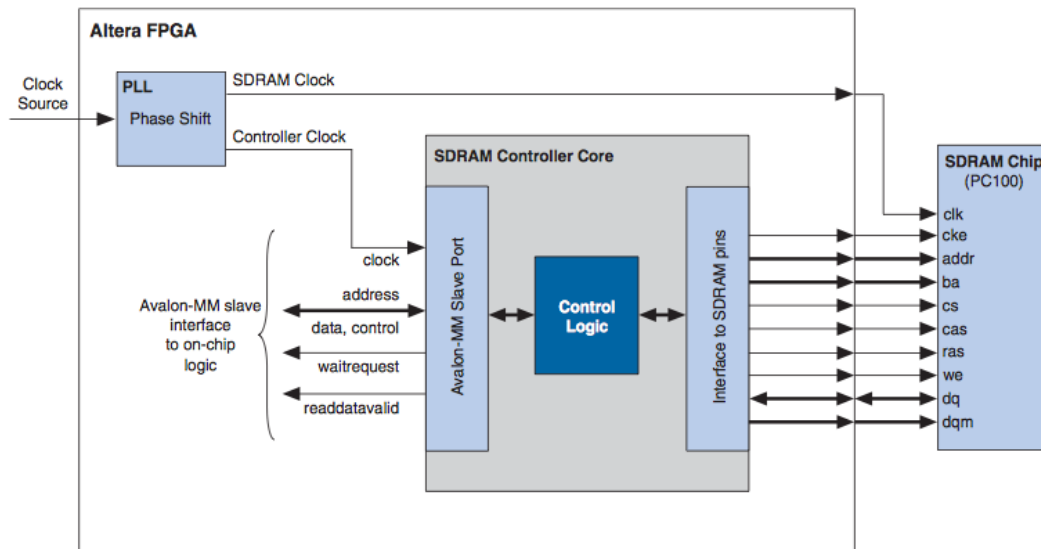 Altera FPGA
Clock
Source
PLL
Phase Shift
SDRAM Clock
Controller Clock
SDRAM Controller Core
SDRAM Chip
(PC100)
Avalon-MM slave
interface
to on-chip
logic
clock
address
data, control
waitrequest
readdatavalid
Avalon-MM Slave Port
Control
Logic
Interface to SDRAM pins
clk
cke
addr
ba
cs
cas
ras
we
dq
dqm